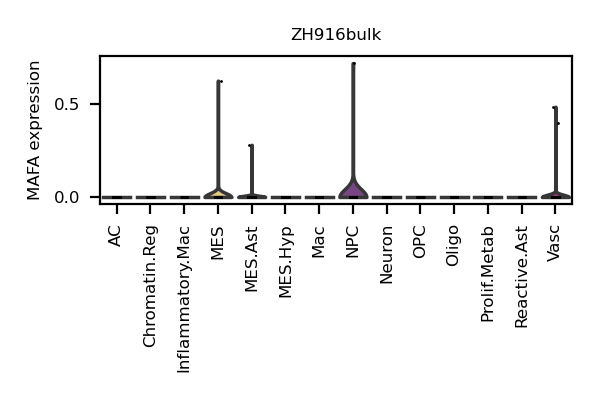 ZH916bulk
MAFA expression
0.5
0.0
AC
Chromatin.Reg
Inflammatory.Mac
MES
MES.Ast
MES.Hyp
Mac
NPC
Neuron
OPC
Oligo
Prolif.Metab
Reactive.Ast
Vasc